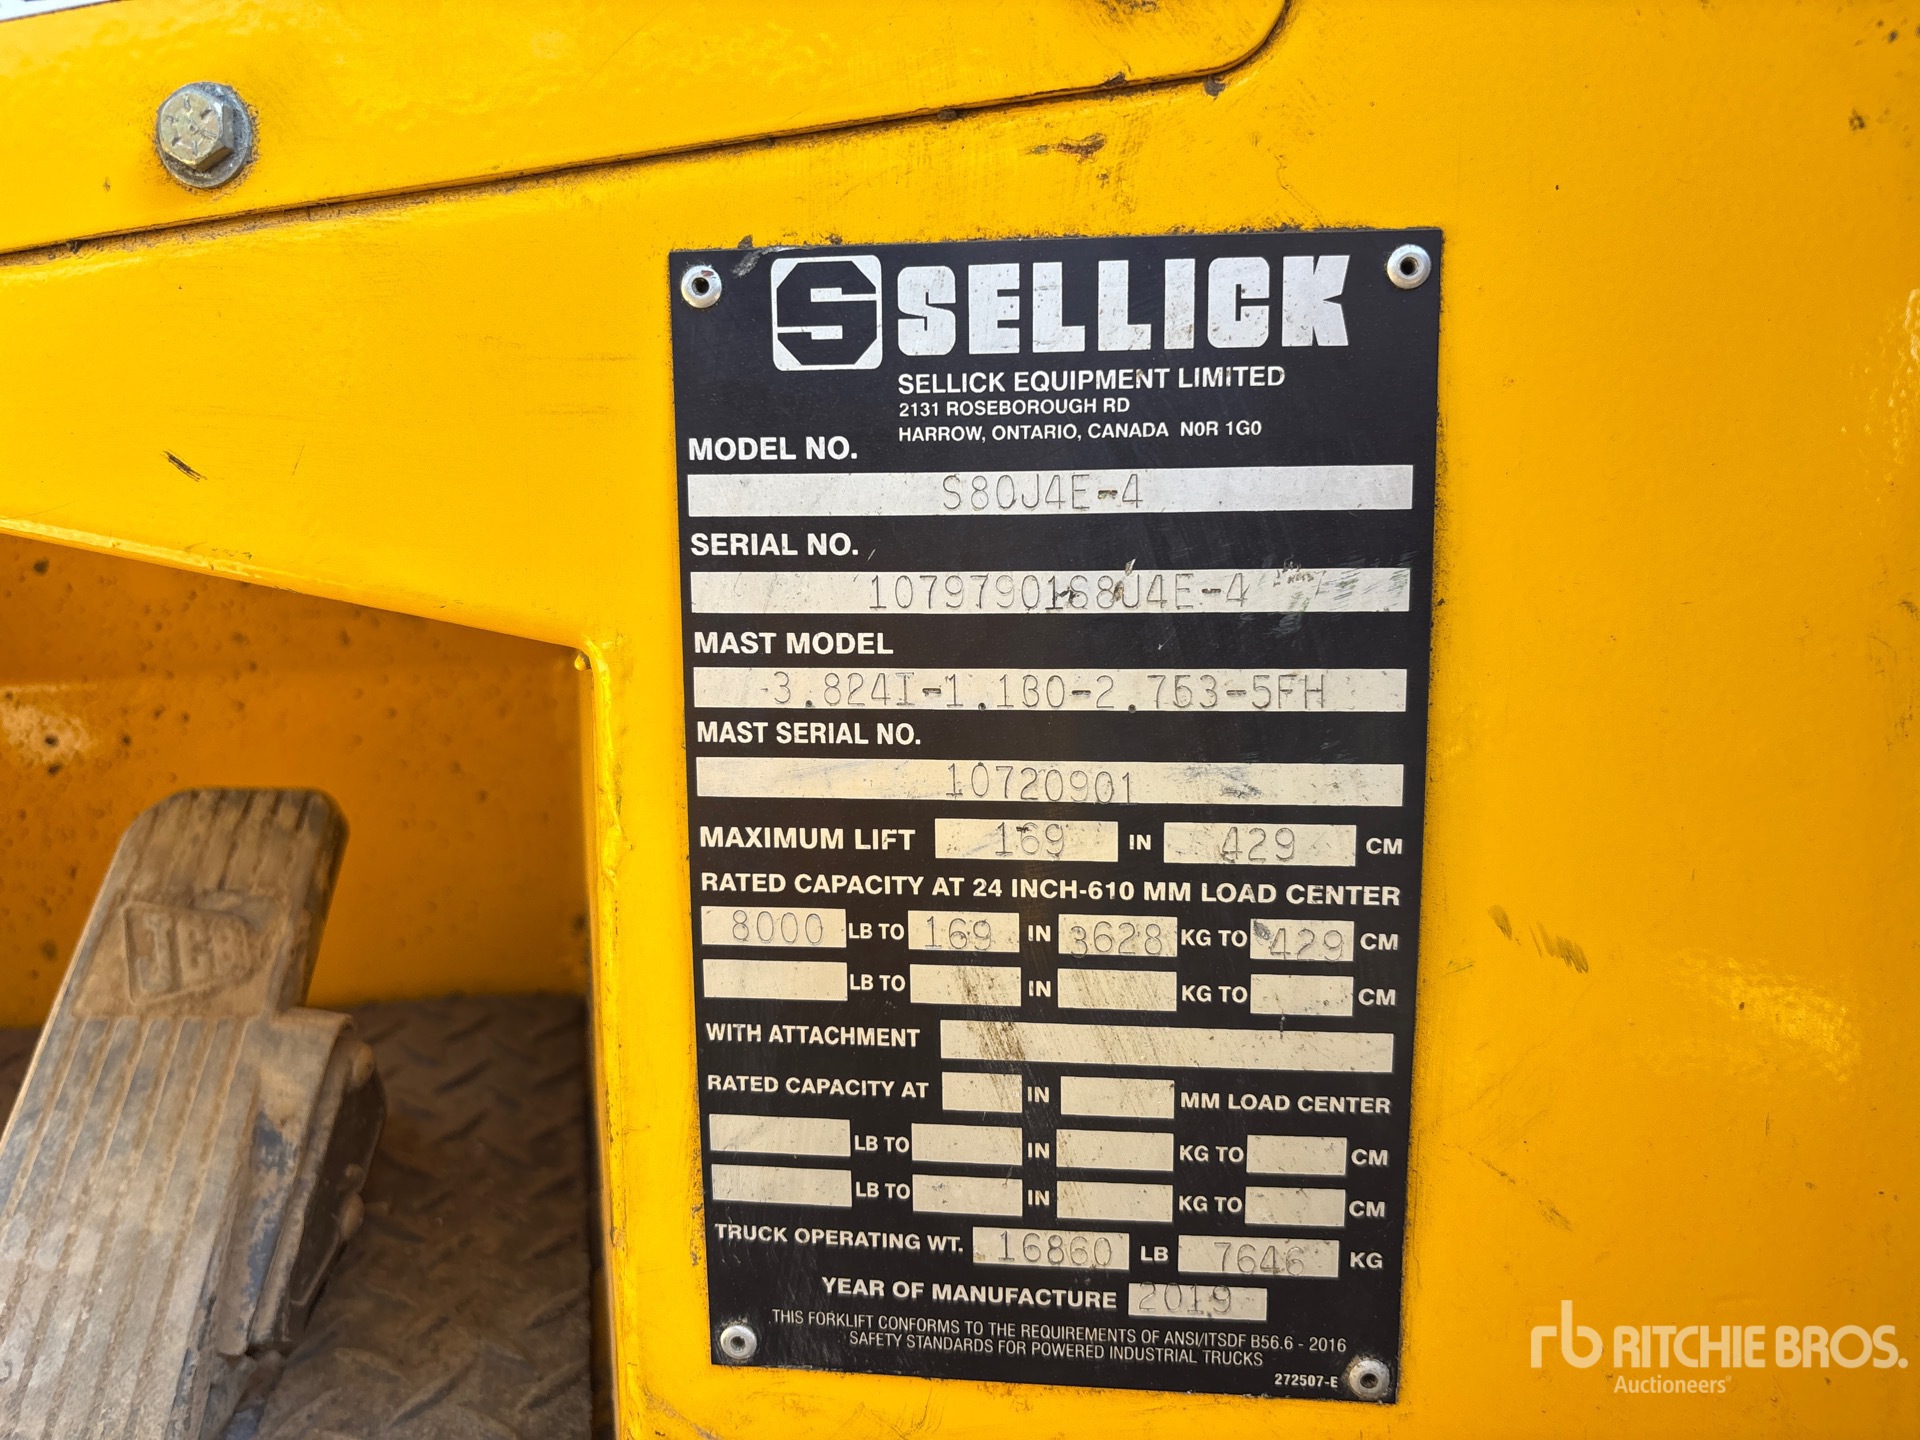 S SELLICK
SELLICK EQUIPMENT LIMITED
2131 ROSEBOROUGH RD
HARROW, ONTARIO, CANADA N0R 1G0
MODEL NO.
S80J4E-4
SERIAL NO.
1079790168J4E-4
MAST MODEL
3.824I-1.180-2.753-5FH
MAST SERIAL NO.
10720901
MAXIMUM LIFT 169 IN 429 CM
RATED CAPACITY AT 24 INCH-610 MM LOAD CENTER
8000 LB TO 169 IN 3628 KG TO 429 CM
LB TO IN KG TO CM
WITH ATTACHMENT
RATED CAPACITY AT IN MM LOAD CENTER
LB TO IN KG TO CM
LB TO IN KG TO CM
TRUCK OPERATING WT. 16860 LB 7646 KG
YEAR OF MANUFACTURE 2019
THIS FORKLIFT CONFORMS TO THE REQUIREMENTS OF ANSI/ITSDF B56.6 - 2016
SAFETY STANDARDS FOR POWERED INDUSTRIAL TRUCKS
272507-E
JCB
rb RITCHIE BROS.
Auctioneers